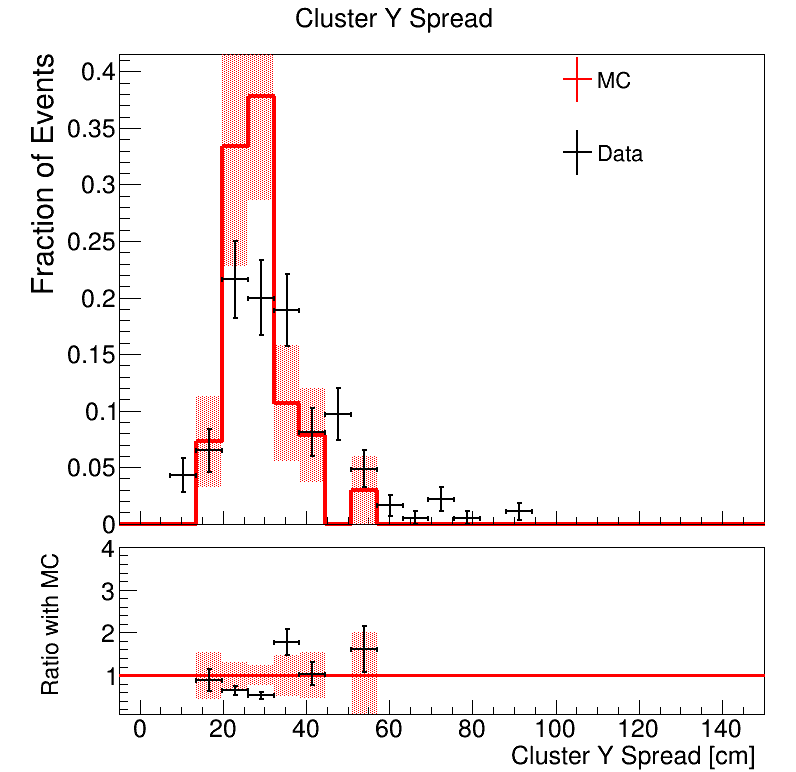 Cluster Y Spread
Fraction of Events
0.4
0.35
0.3
0.25
0.2
0.15
0.1
0.05
0
MC
Data
Ratio with MC
4
3
2
1
0 20 40 60 80 100 120 140
Cluster Y Spread [cm]